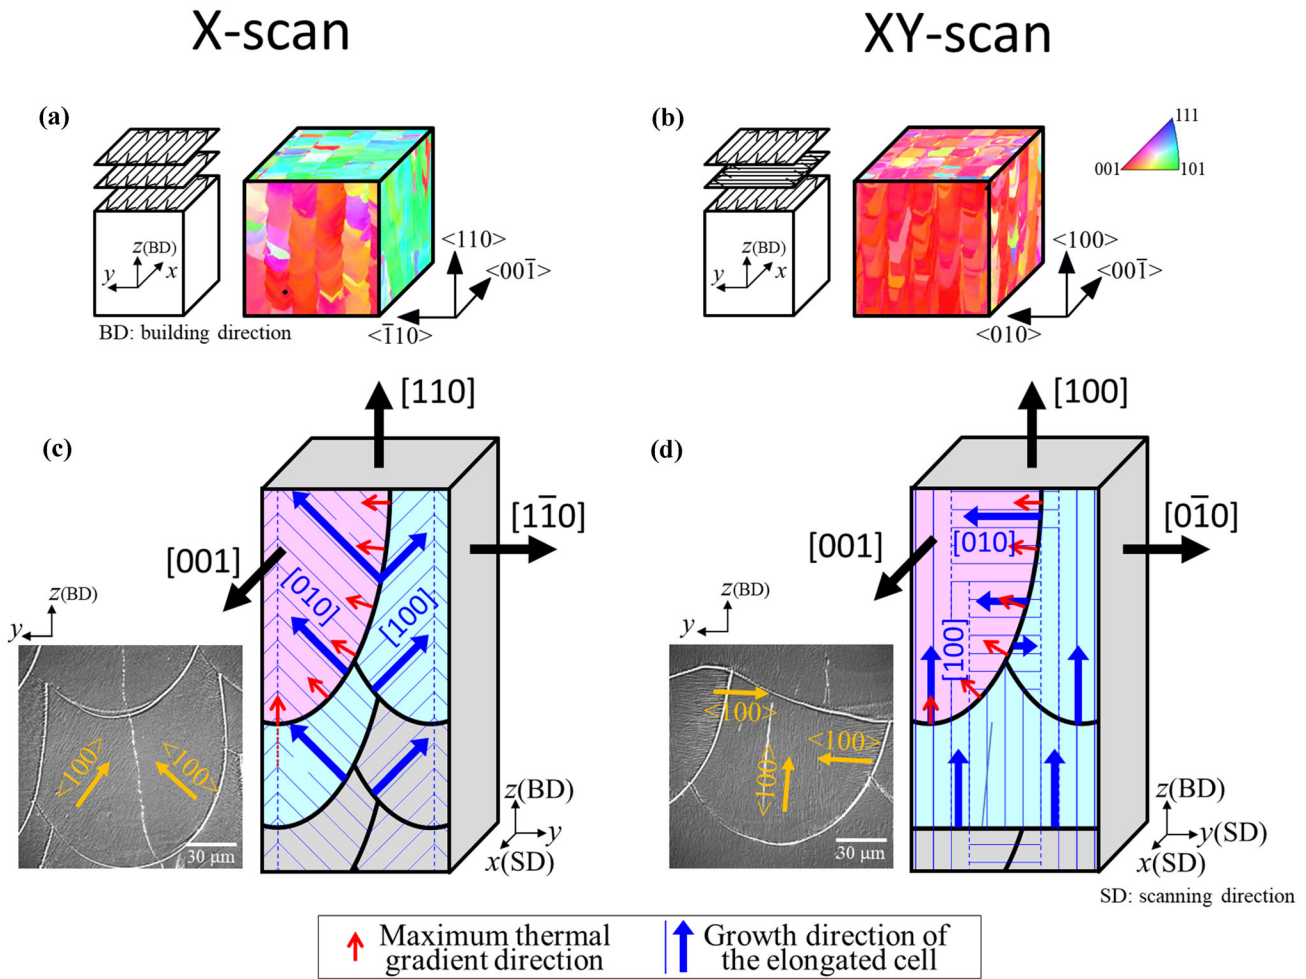 X-scan
XY-scan
(a)
z(BD)
y
x
BD: building direction
<110>
<001̅>
<1̅10>
(b)
z(BD)
y
x
<100>
<001̅>
<010>
111
001
101
(c)
[110]
[11̅0]
[001]
[010]
[100]
z(BD)
y
<100>
<100>
30 μm
z(BD)
y
x(SD)
(d)
[100]
[01̅0]
[001]
[010]
[100]
z(BD)
y
<100>
<100>
<100>
30 μm
z(BD)
y(SD)
x(SD)
SD: scanning direction
Maximum thermal
gradient direction
Growth direction of
the elongated cell